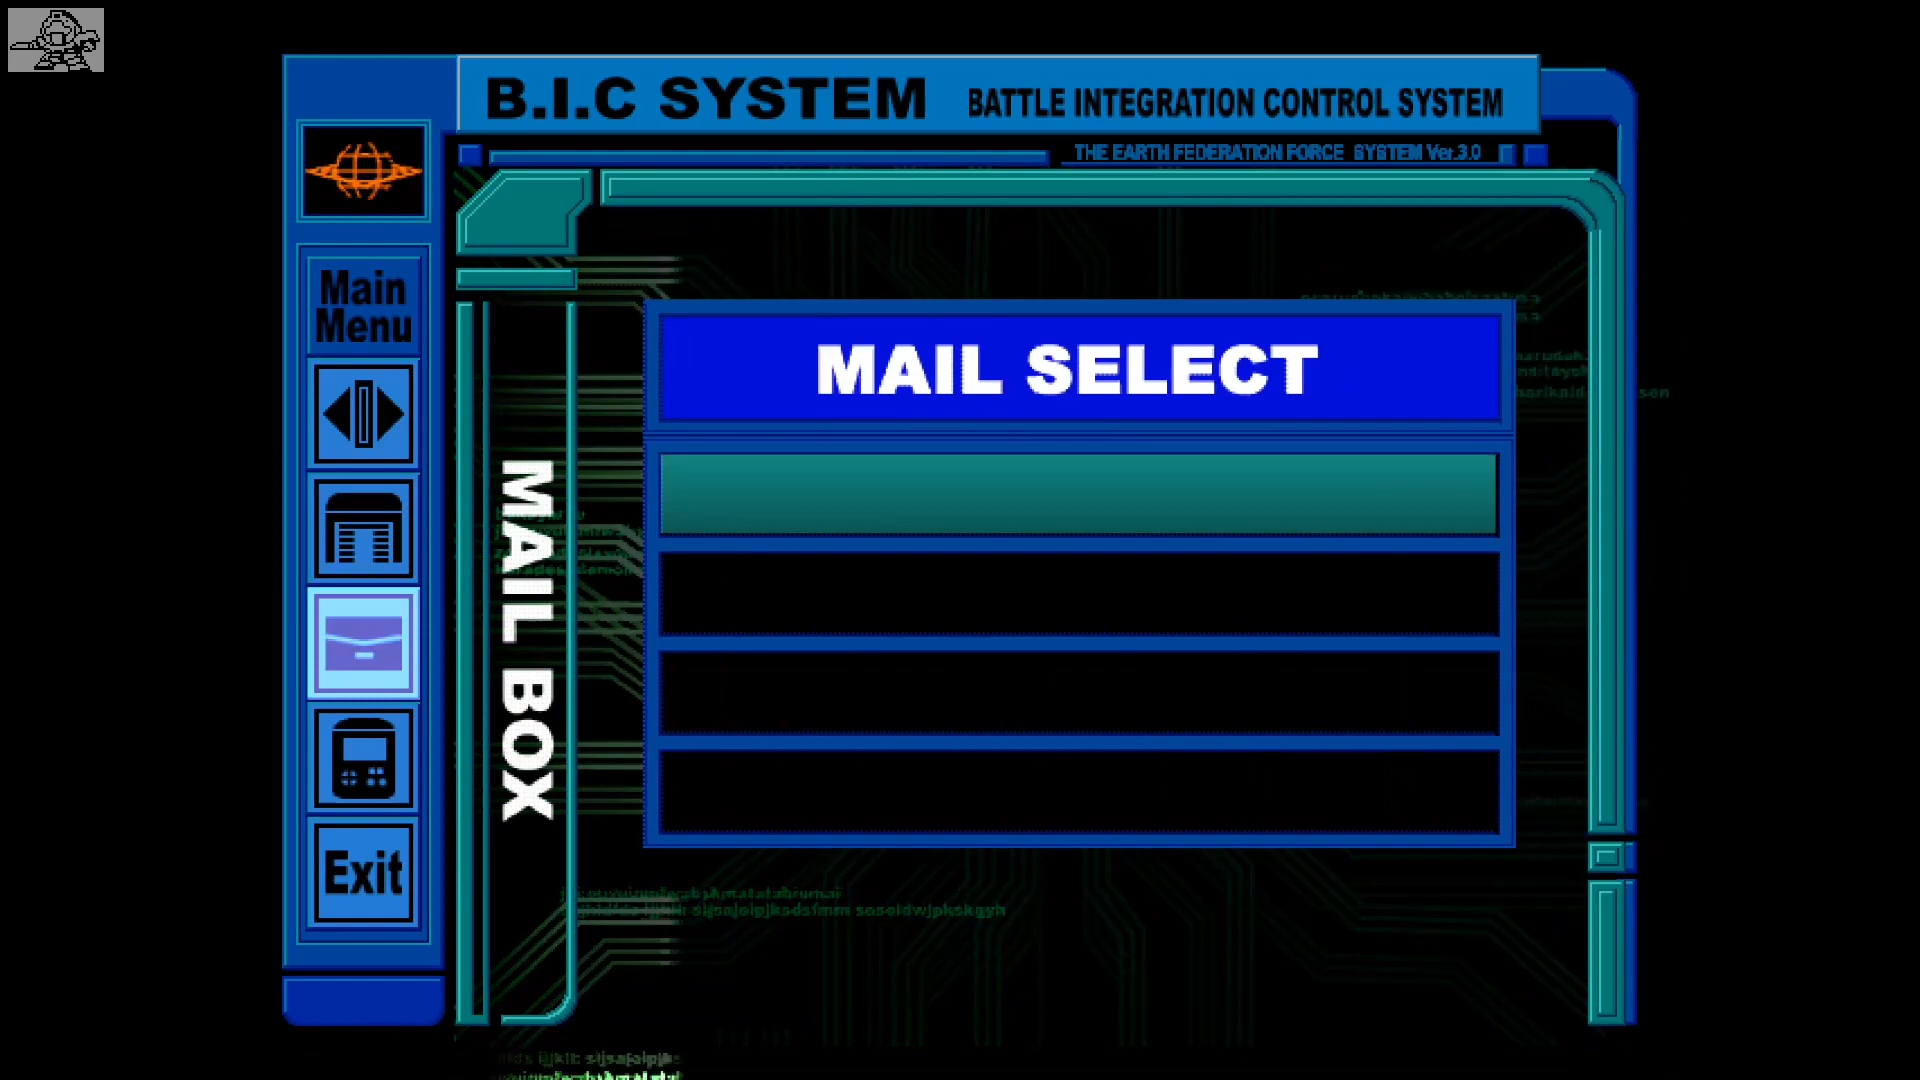 B.I.C SYSTEM BATTLE INTEGRATION CONTROL SYSTEM
THE EARTH FEDERATION FORCE SYSTEM Ver.3.0
Main
Menu
MAIL SELECT
MAIL BOX
Exit